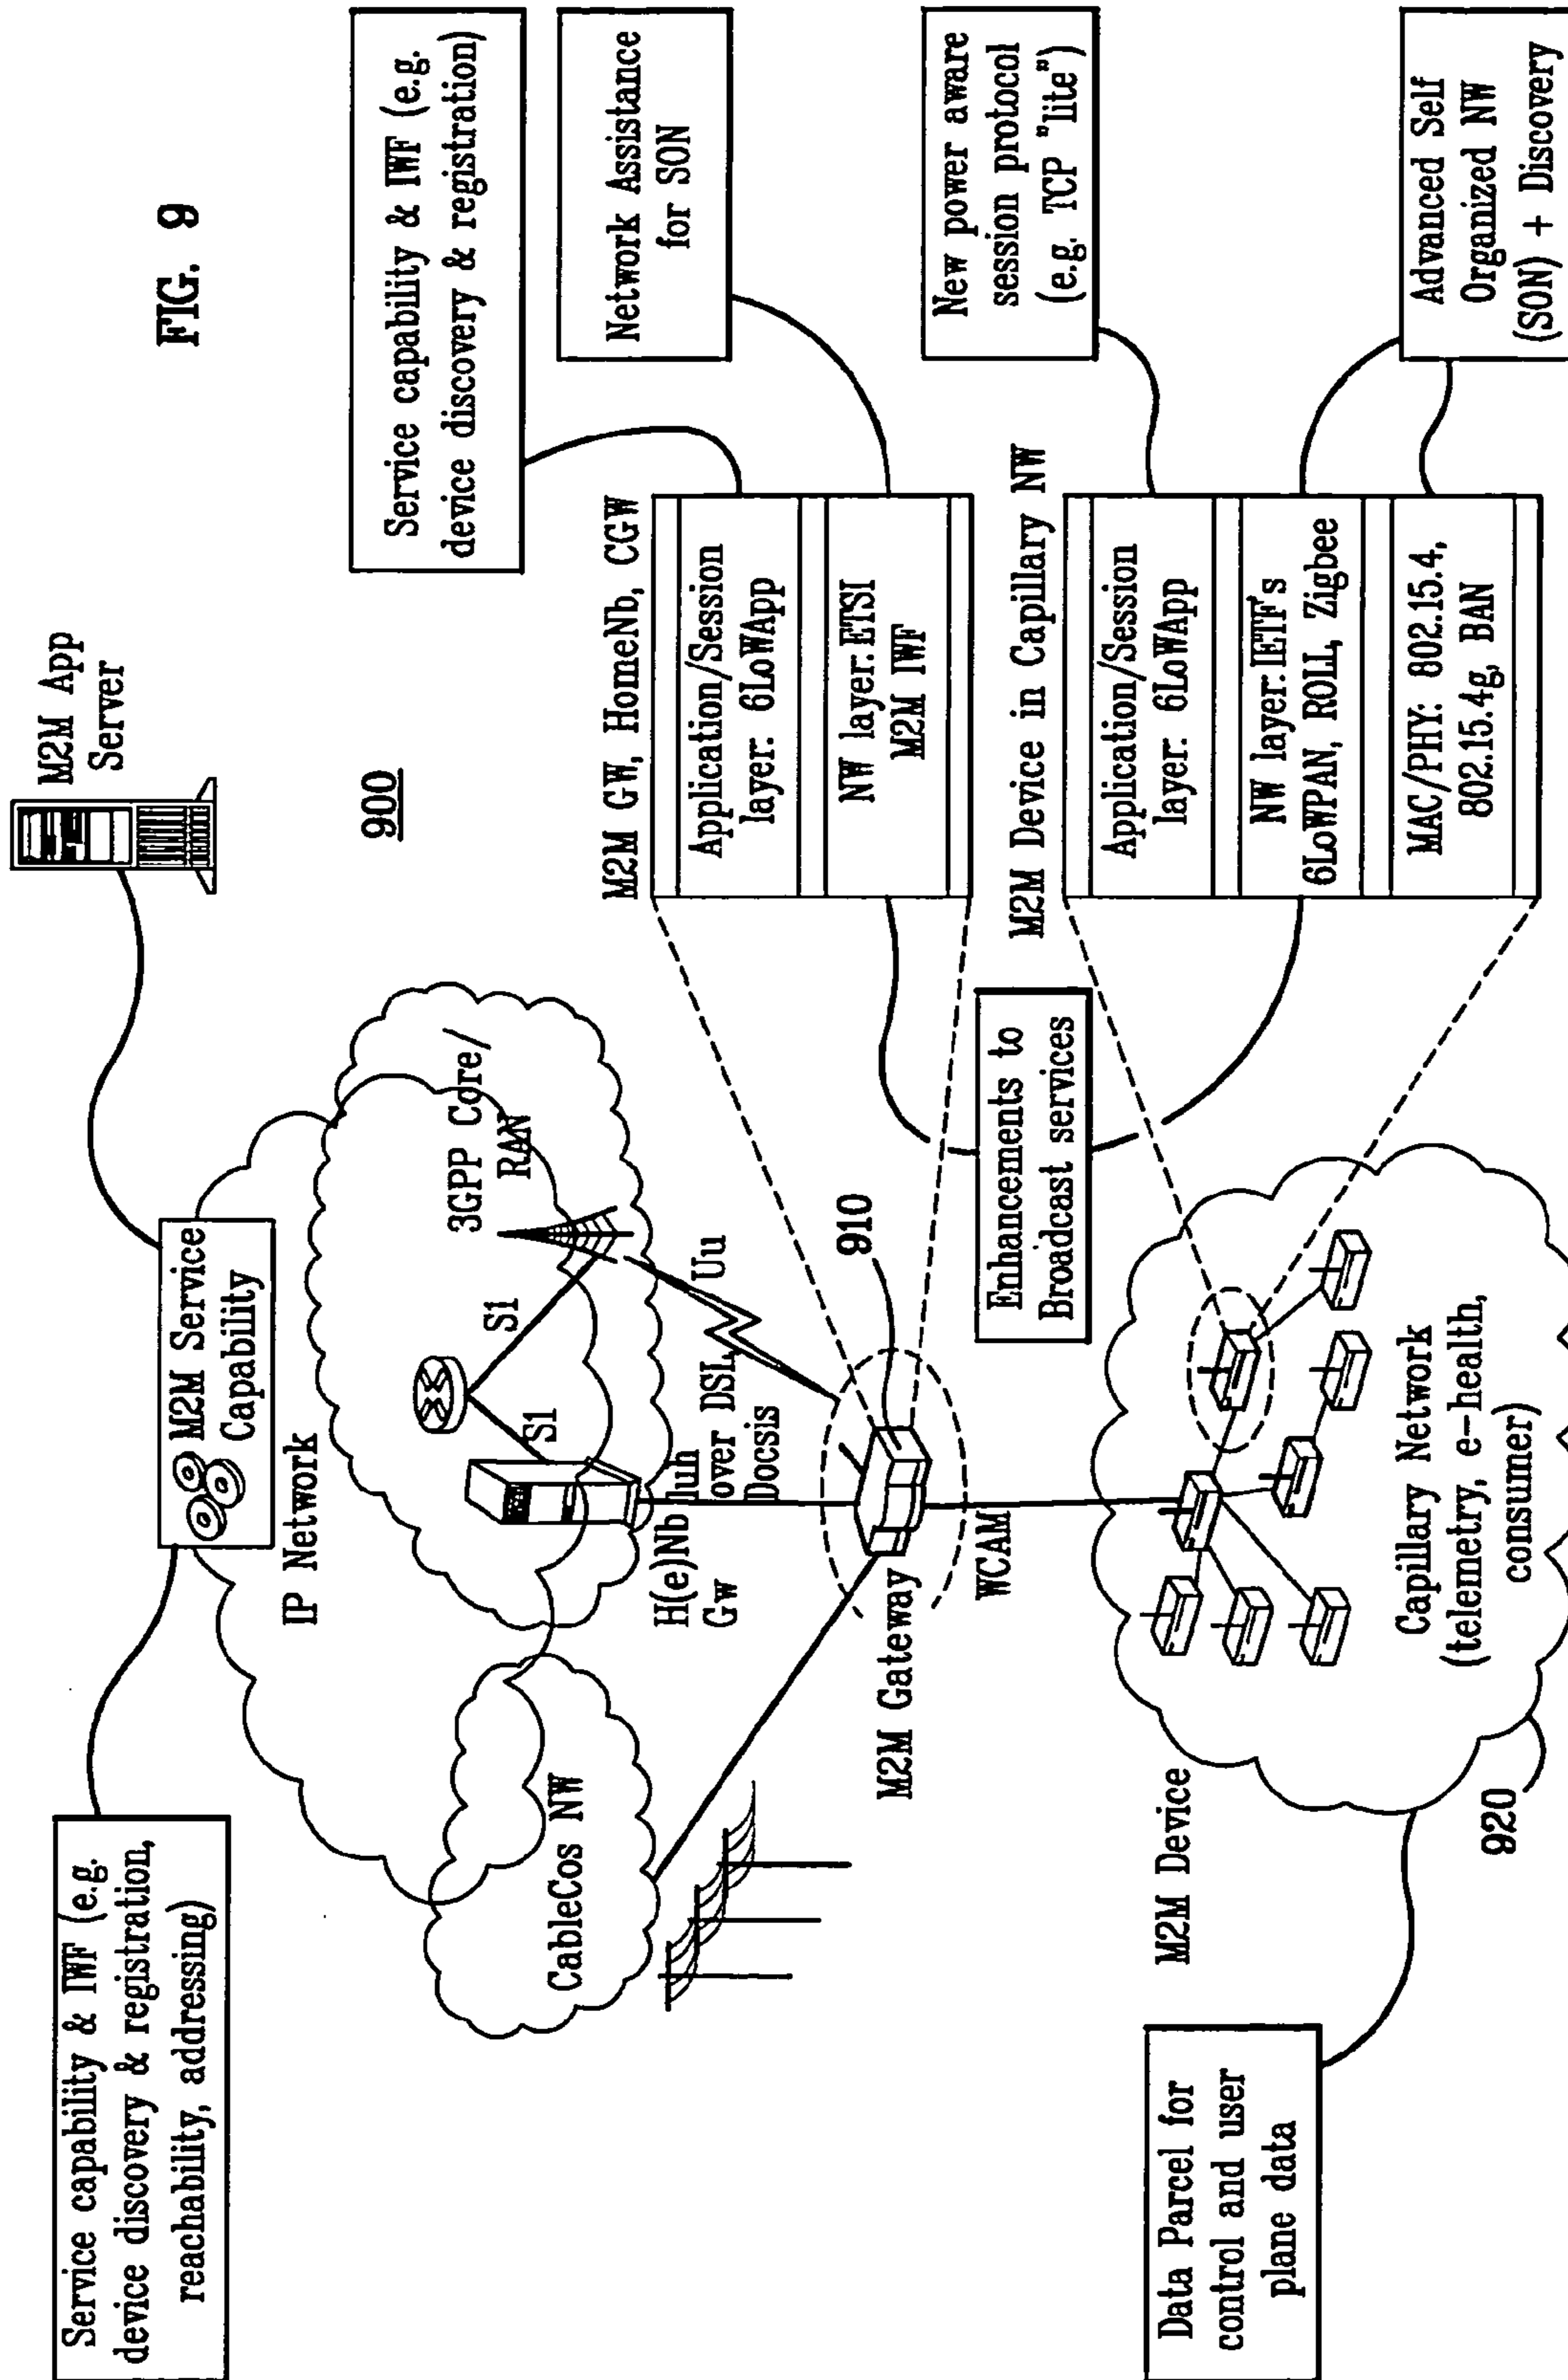 FIG. 9
Service capability & IWF (e.g.
device discovery & registration,
reachability, addressing)
M2M Service
Capability
M2M App
Server
IP Network
900
Service capability & IWF (e.g.
device discovery & registration)
3GPP Core/
RAN
S1
S1
CableCos NW
H(e)Nb
Gw
Iuh
over DSL,
Docsis
Uu
Network Assistance
for SON
M2M GW, HomeNb, CGW
Application/Session
layer: 6LoWApp
NW layer: ETSI
M2M IWF
M2M Gateway
910
WCAM
Enhancements to
Broadcast services
New power aware
session protocol
(e.g. TCP "lite")
M2M Device in Capillary NW
Application/Session
layer: 6LoWApp
NW layer: IETF's
6LoWPAN, ROLL, Zigbee
MAC/PHY: 802.15.4,
802.15.4g, BAN
Data Parcel for
control and user
plane data
M2M Device
920
Capillary Network
(telemetry, e-health,
consumer)
Advanced Self
Organized NW
(SON) + Discovery